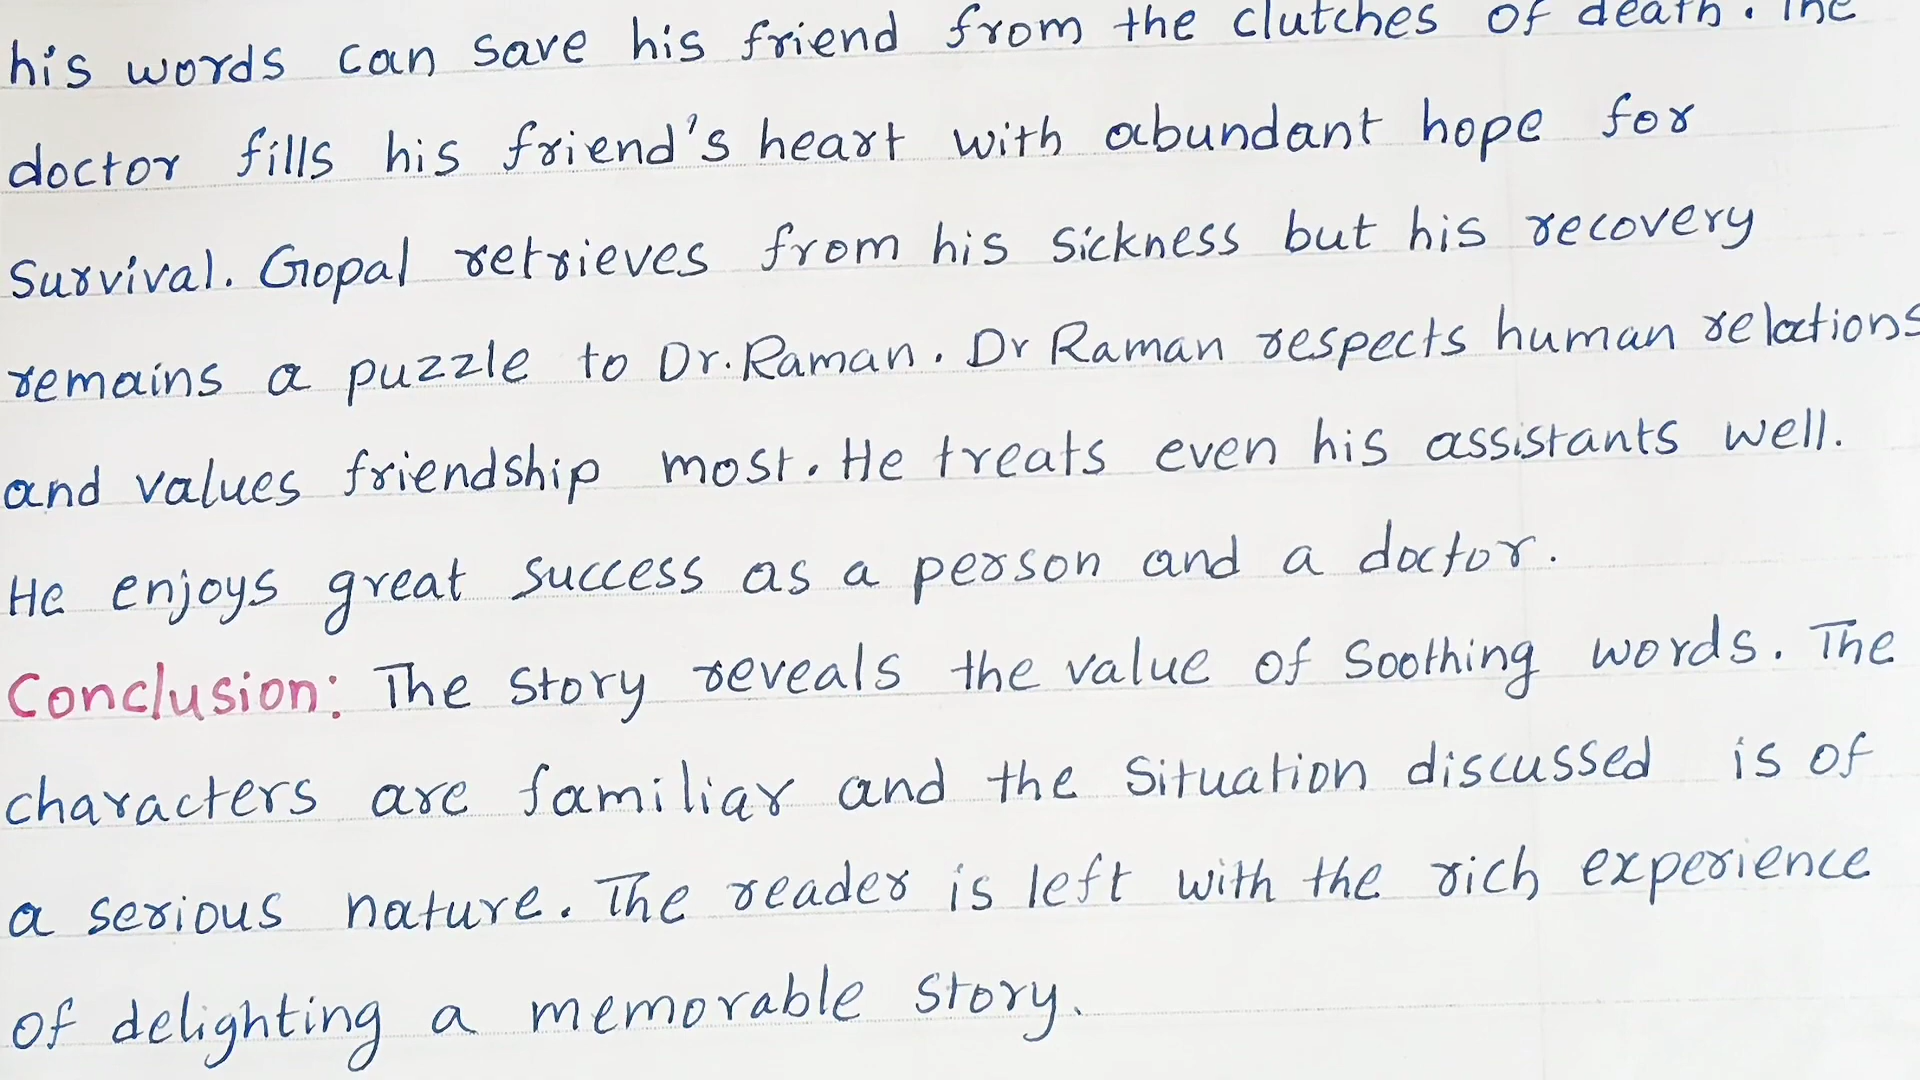 his words can save his friend from the clutches of death. The
doctor fills his friend's heart with abundant hope for
Survival. Gopal retrieves from his sickness but his recovery
remains a puzzle to Dr. Raman. Dr Raman respects human relations
and values friendship most. He treats even his assistants well.
He enjoys great success as a person and a doctor.
Conclusion: The story reveals the value of Soothing words. The
characters are familiar and the Situation discussed is of
a serious nature. The reader is left with the rich experience
of delighting a memorable story.